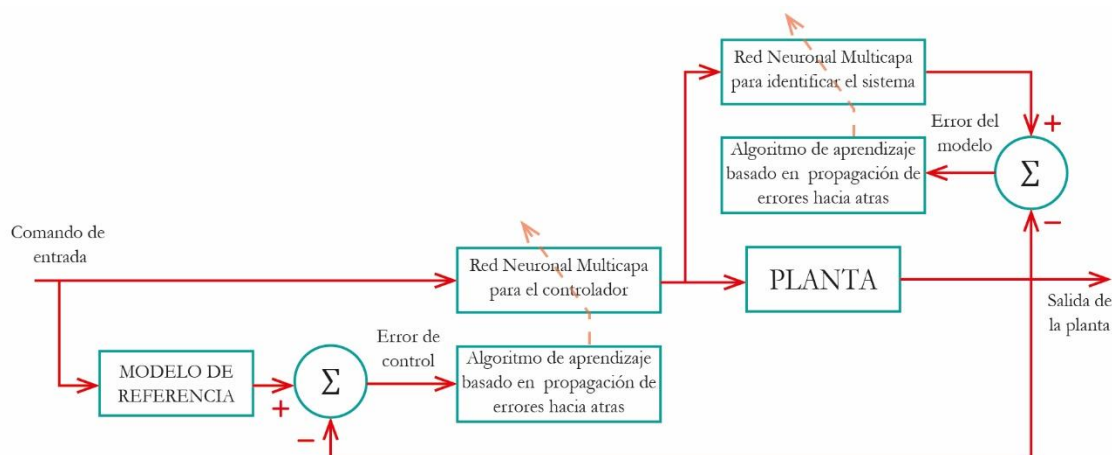 Red Neuronal Multicapa
para identificar el sistema
Error del
modelo
+
Algoritmo de aprendizaje
basado en propagación de
errores hacia atras
Σ
−
Comando de
entrada
Red Neuronal Multicapa
para el controlador
PLANTA
Salida de
la planta
MODELO DE
REFERENCIA
+
Σ
−
Error de
control
Algoritmo de aprendizaje
basado en propagación de
errores hacia atras